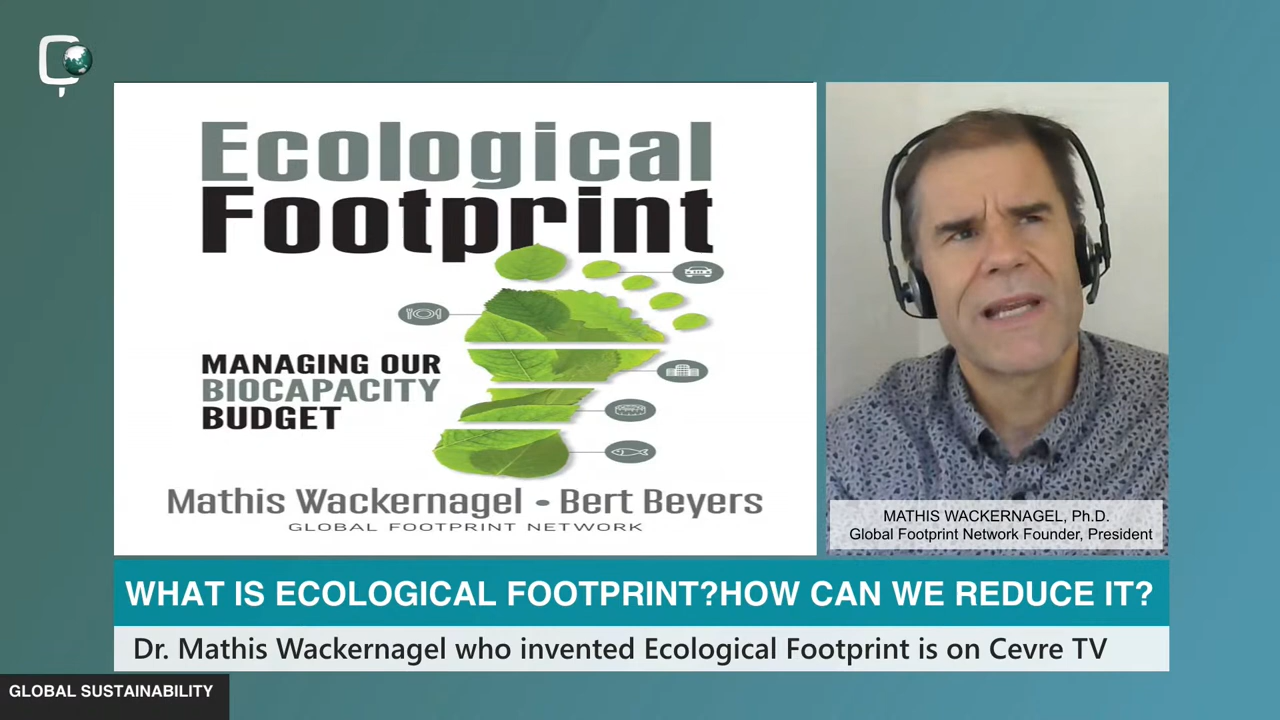 Ecological
Footprint
MANAGING OUR
BIOCAPACITY
BUDGET
Mathis Wackernagel • Bert Beyers
GLOBAL FOOTPRINT NETWORK
MATHIS WACKERNAGEL, Ph.D.
Global Footprint Network Founder, President
WHAT IS ECOLOGICAL FOOTPRINT?HOW CAN WE REDUCE IT?
Dr. Mathis Wackernagel who invented Ecological Footprint is on Cevre TV
GLOBAL SUSTAINABILITY